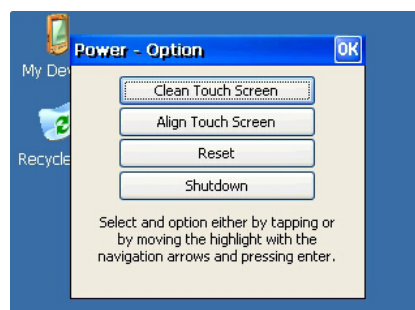 Power - Option
OK
My Dev
Clean Touch Screen
Align Touch Screen
Recycle
Reset
Shutdown
Select and option either by tapping or
by moving the highlight with the
navigation arrows and pressing enter.